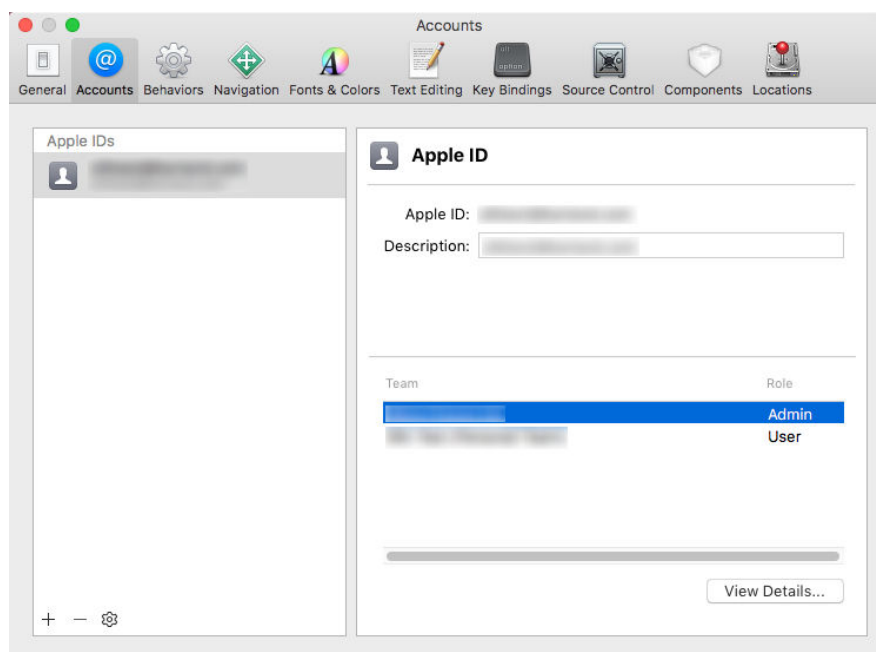 Accounts
General Accounts Behaviors Navigation Fonts & Colors Text Editing Key Bindings Source Control Components Locations
Apple IDs
Apple ID
Apple ID:
Description:
Team Role
Admin
User
View Details...